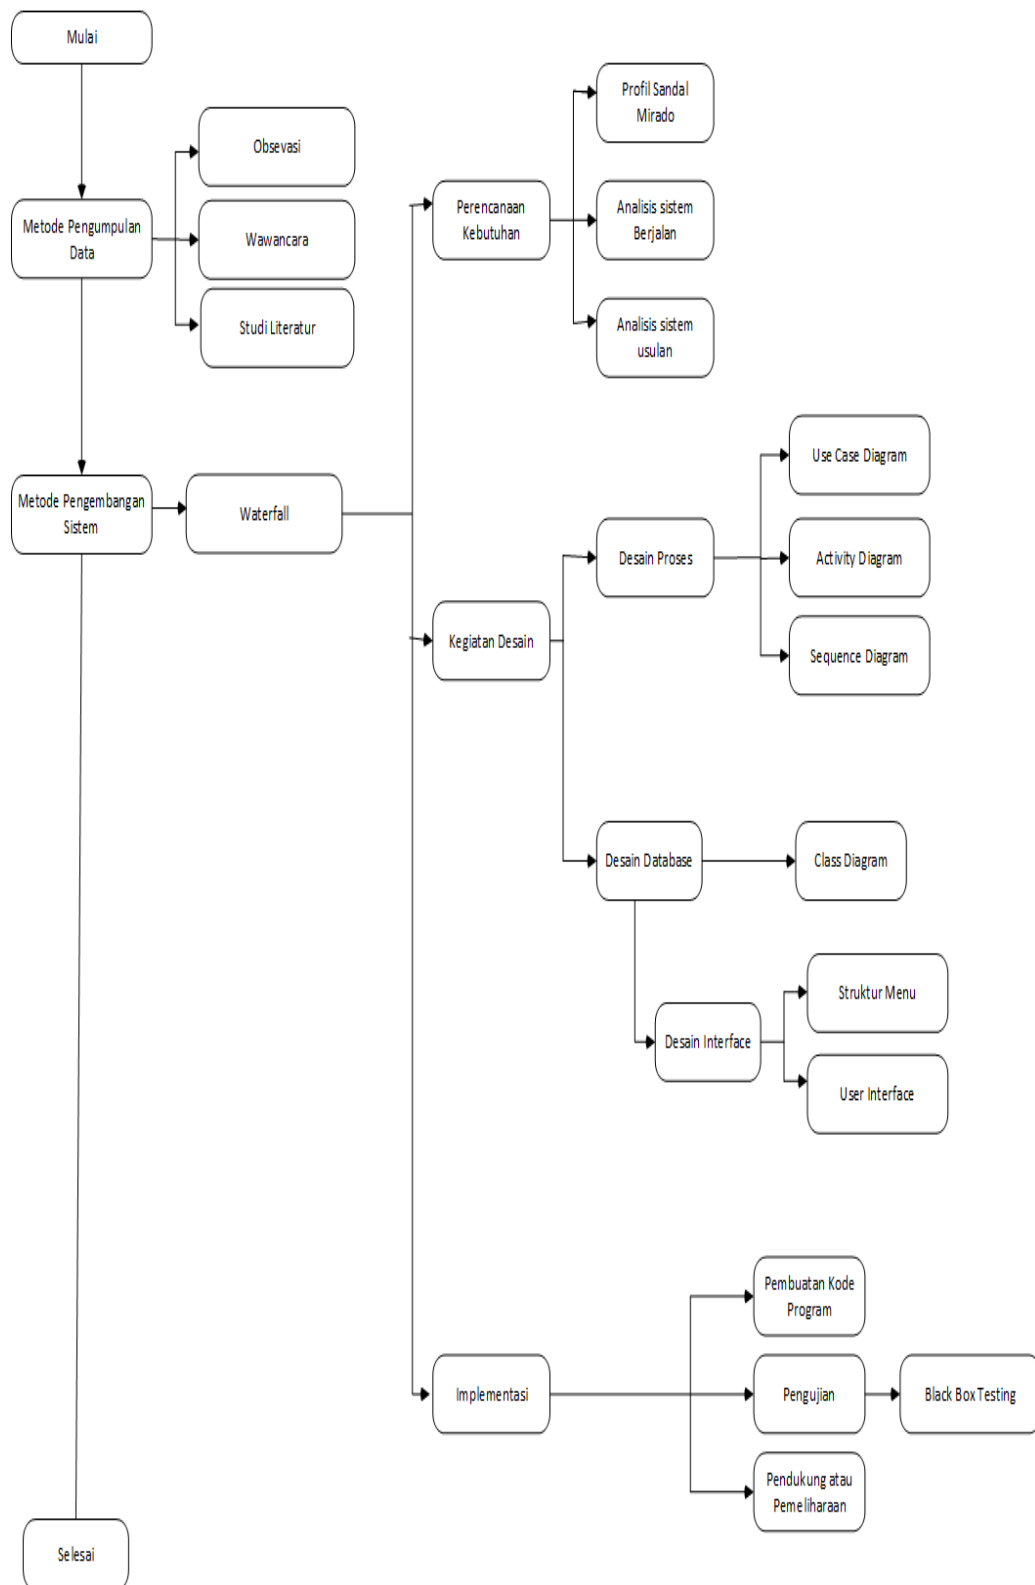 Mulai
Metode Pengumpulan
Data
Obsevasi
Wawancara
Studi Literatur
Metode Pengembangan
Sistem
Waterfall
Perencanaan
Kebutuhan
Profil Sandal
Mirado
Analisis sistem
Berjalan
Analisis sistem
usulan
Kegiatan Desain
Desain Proses
Use Case Diagram
Activity Diagram
Sequence Diagram
Desain Database
Class Diagram
Desain Interface
Struktur Menu
User Interface
Implementasi
Pembuatan Kode
Program
Pengujian
Black Box Testing
Pendukung atau
Pemeliharaan
Selesai